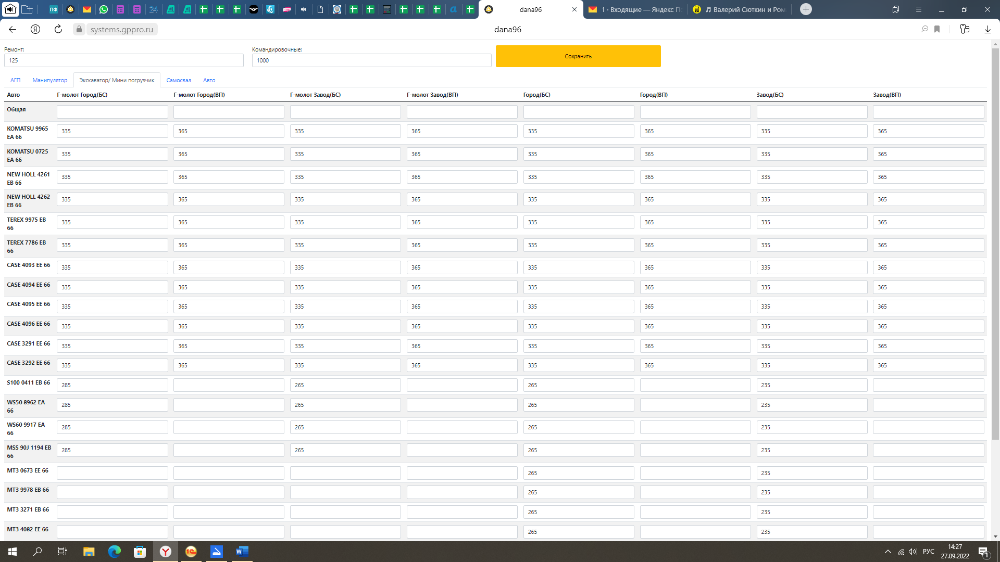 dana96
1 · Входящие — Яндекс По
Валерий Сюткин и Ром
systems.gppro.ru
dana96
Ремонт:
Командировочные:
125
1000
Сохранить
АГП
Манипулятор
Экскаватор/ Мини погрузчик
Самосвал
Авто
Авто Г-молот Город(БС) Г-молот Город(ВП) Г-молот Завод(БС) Г-молот Завод(ВП) Город(БС) Город(ВП) Завод(БС) Завод(ВП)
Общая
KOMATSU 9965
EA 66
335 365 335 365 335 365 335 365
KOMATSU 0725
EA 66
335 365 335 365 335 365 335 365
NEW HOLL 4261
EB 66
335 365 335 365 335 365 335 365
NEW HOLL 4262
EB 66
335 365 335 365 335 365 335 365
TEREX 9975 EB
66
335 365 335 365 335 365 335 365
TEREX 7786 EB
66
335 365 335 365 335 365 335 365
CASE 4093 EE 66
335 365 335 365 335 365 335 365
CASE 4094 EE 66
335 365 335 365 335 365 335 365
CASE 4095 EE 66
335 365 335 365 335 365 335 365
CASE 4096 EE 66
335 365 335 365 335 365 335 365
CASE 3291 EE 66
335 365 335 365 335 365 335 365
CASE 3292 EE 66
335 365 335 365 335 365 335 365
S100 0411 EB 66
285 265 265 235
WS50 8962 EA
66
285 265 265 235
WS60 9917 EA
66
285 265 265 235
MSS 90J 1194 EB
66
285 265 265 235
МТЗ 0673 EE 66
265 235
МТЗ 9978 EB 66
265 235
МТЗ 3271 EB 66
265 235
МТЗ 4082 EE 66
265 235
РУС
14:27
27.09.2022
1